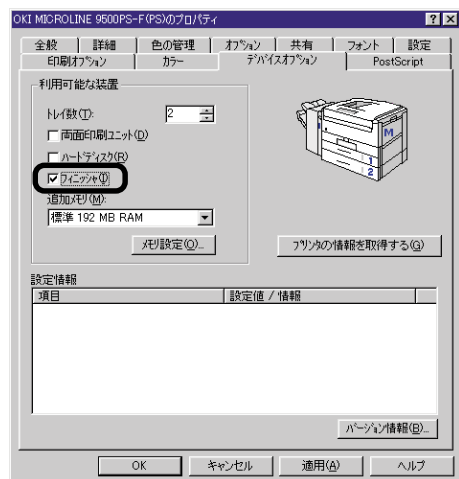 OKI MICROLINE 9500PS-F(PS)のプロパティ ? ×
全般 詳細 色の管理 オプション 共有 フォント 設定
印刷オプション カラー デバイスオプション PostScript
利用可能な装置
トレイ数(T): 2
両面印刷ユニット(D)
ハードディスク(R)
フィニッシャ(I)
追加メモリ(M):
標準 192 MB RAM
メモリ設定(O)...
プリンタの情報を取得する(G)
M
1
1
2
設定情報
項目 設定値 / 情報
バージョン情報(B)...
OK キャンセル 適用(A) ヘルプ